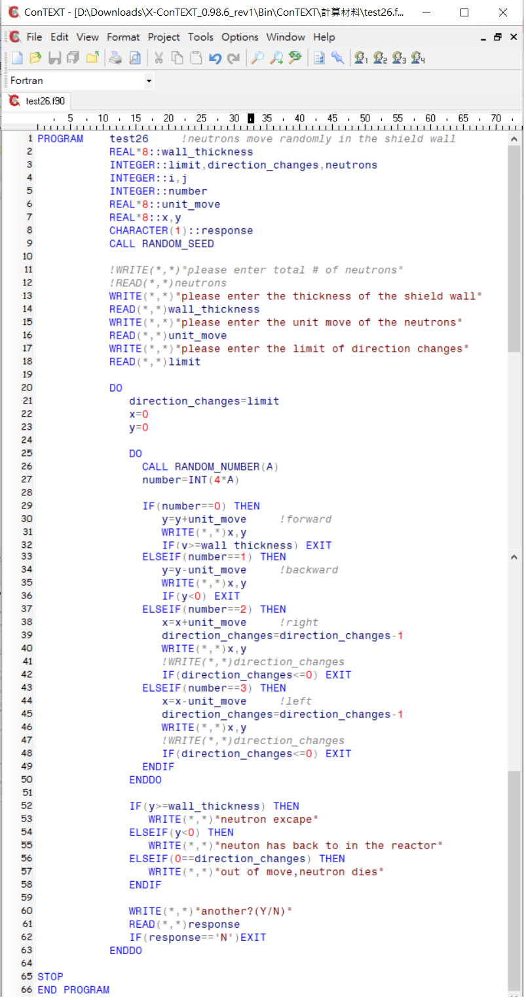 ConTEXT - [D:\Downloads\X-ConTEXT_0.98.6_rev1\Bin\ConTEXT\計算材料\test26.f...
File Edit View Format Project Tools Options Window Help
1 2 3 4
Fortran
test26.f90
5 10 15 20 25 30 35 40 45 50 55 60 65 70
1 PROGRAM test26 !neutrons move randomly in the shield wall
2 REAL*8::wall_thickness
3 INTEGER::limit,direction_changes,neutrons
4 INTEGER::i,j
5 INTEGER::number
6 REAL*8::unit_move
7 REAL*8::x,y
8 CHARACTER(1)::response
9 CALL RANDOM_SEED
10
11 !WRITE(*,*)"please enter total # of neutrons"
12 !READ(*,*)neutrons
13 WRITE(*,*)"please enter the thickness of the shield wall"
14 READ(*,*)wall_thickness
15 WRITE(*,*)"please enter the unit move of the neutrons"
16 READ(*,*)unit_move
17 WRITE(*,*)"please enter the limit of direction changes"
18 READ(*,*)limit
19
20 DO
21 direction_changes=limit
22 x=0
23 y=0
24
25 DO
26 CALL RANDOM_NUMBER(A)
27 number=INT(4*A)
28
29 IF(number==0) THEN
30 y=y+unit_move !forward
31 WRITE(*,*)x,y
32 IF(y>=wall_thickness) EXIT
33 ELSEIF(number==1) THEN
34 y=y-unit_move !backward
35 WRITE(*,*)x,y
36 IF(y<0) EXIT
37 ELSEIF(number==2) THEN
38 x=x+unit_move !right
39 direction_changes=direction_changes-1
40 WRITE(*,*)x,y
41 !WRITE(*,*)direction_changes
42 IF(direction_changes<=0) EXIT
43 ELSEIF(number==3) THEN
44 x=x-unit_move !left
45 direction_changes=direction_changes-1
46 WRITE(*,*)x,y
47 !WRITE(*,*)direction_changes
48 IF(direction_changes<=0) EXIT
49 ENDIF
50 ENDDO
51
52 IF(y>=wall_thickness) THEN
53 WRITE(*,*)"neutron excape"
54 ELSEIF(y<0) THEN
55 WRITE(*,*)"neuton has back to in the reactor"
56 ELSEIF(0==direction_changes) THEN
57 WRITE(*,*)"out of move,neutron dies"
58 ENDIF
59
60 WRITE(*,*)"another?(Y/N)"
61 READ(*,*)response
62 IF(response=='N')EXIT
63 ENDDO
64
65 STOP
66 END PROGRAM